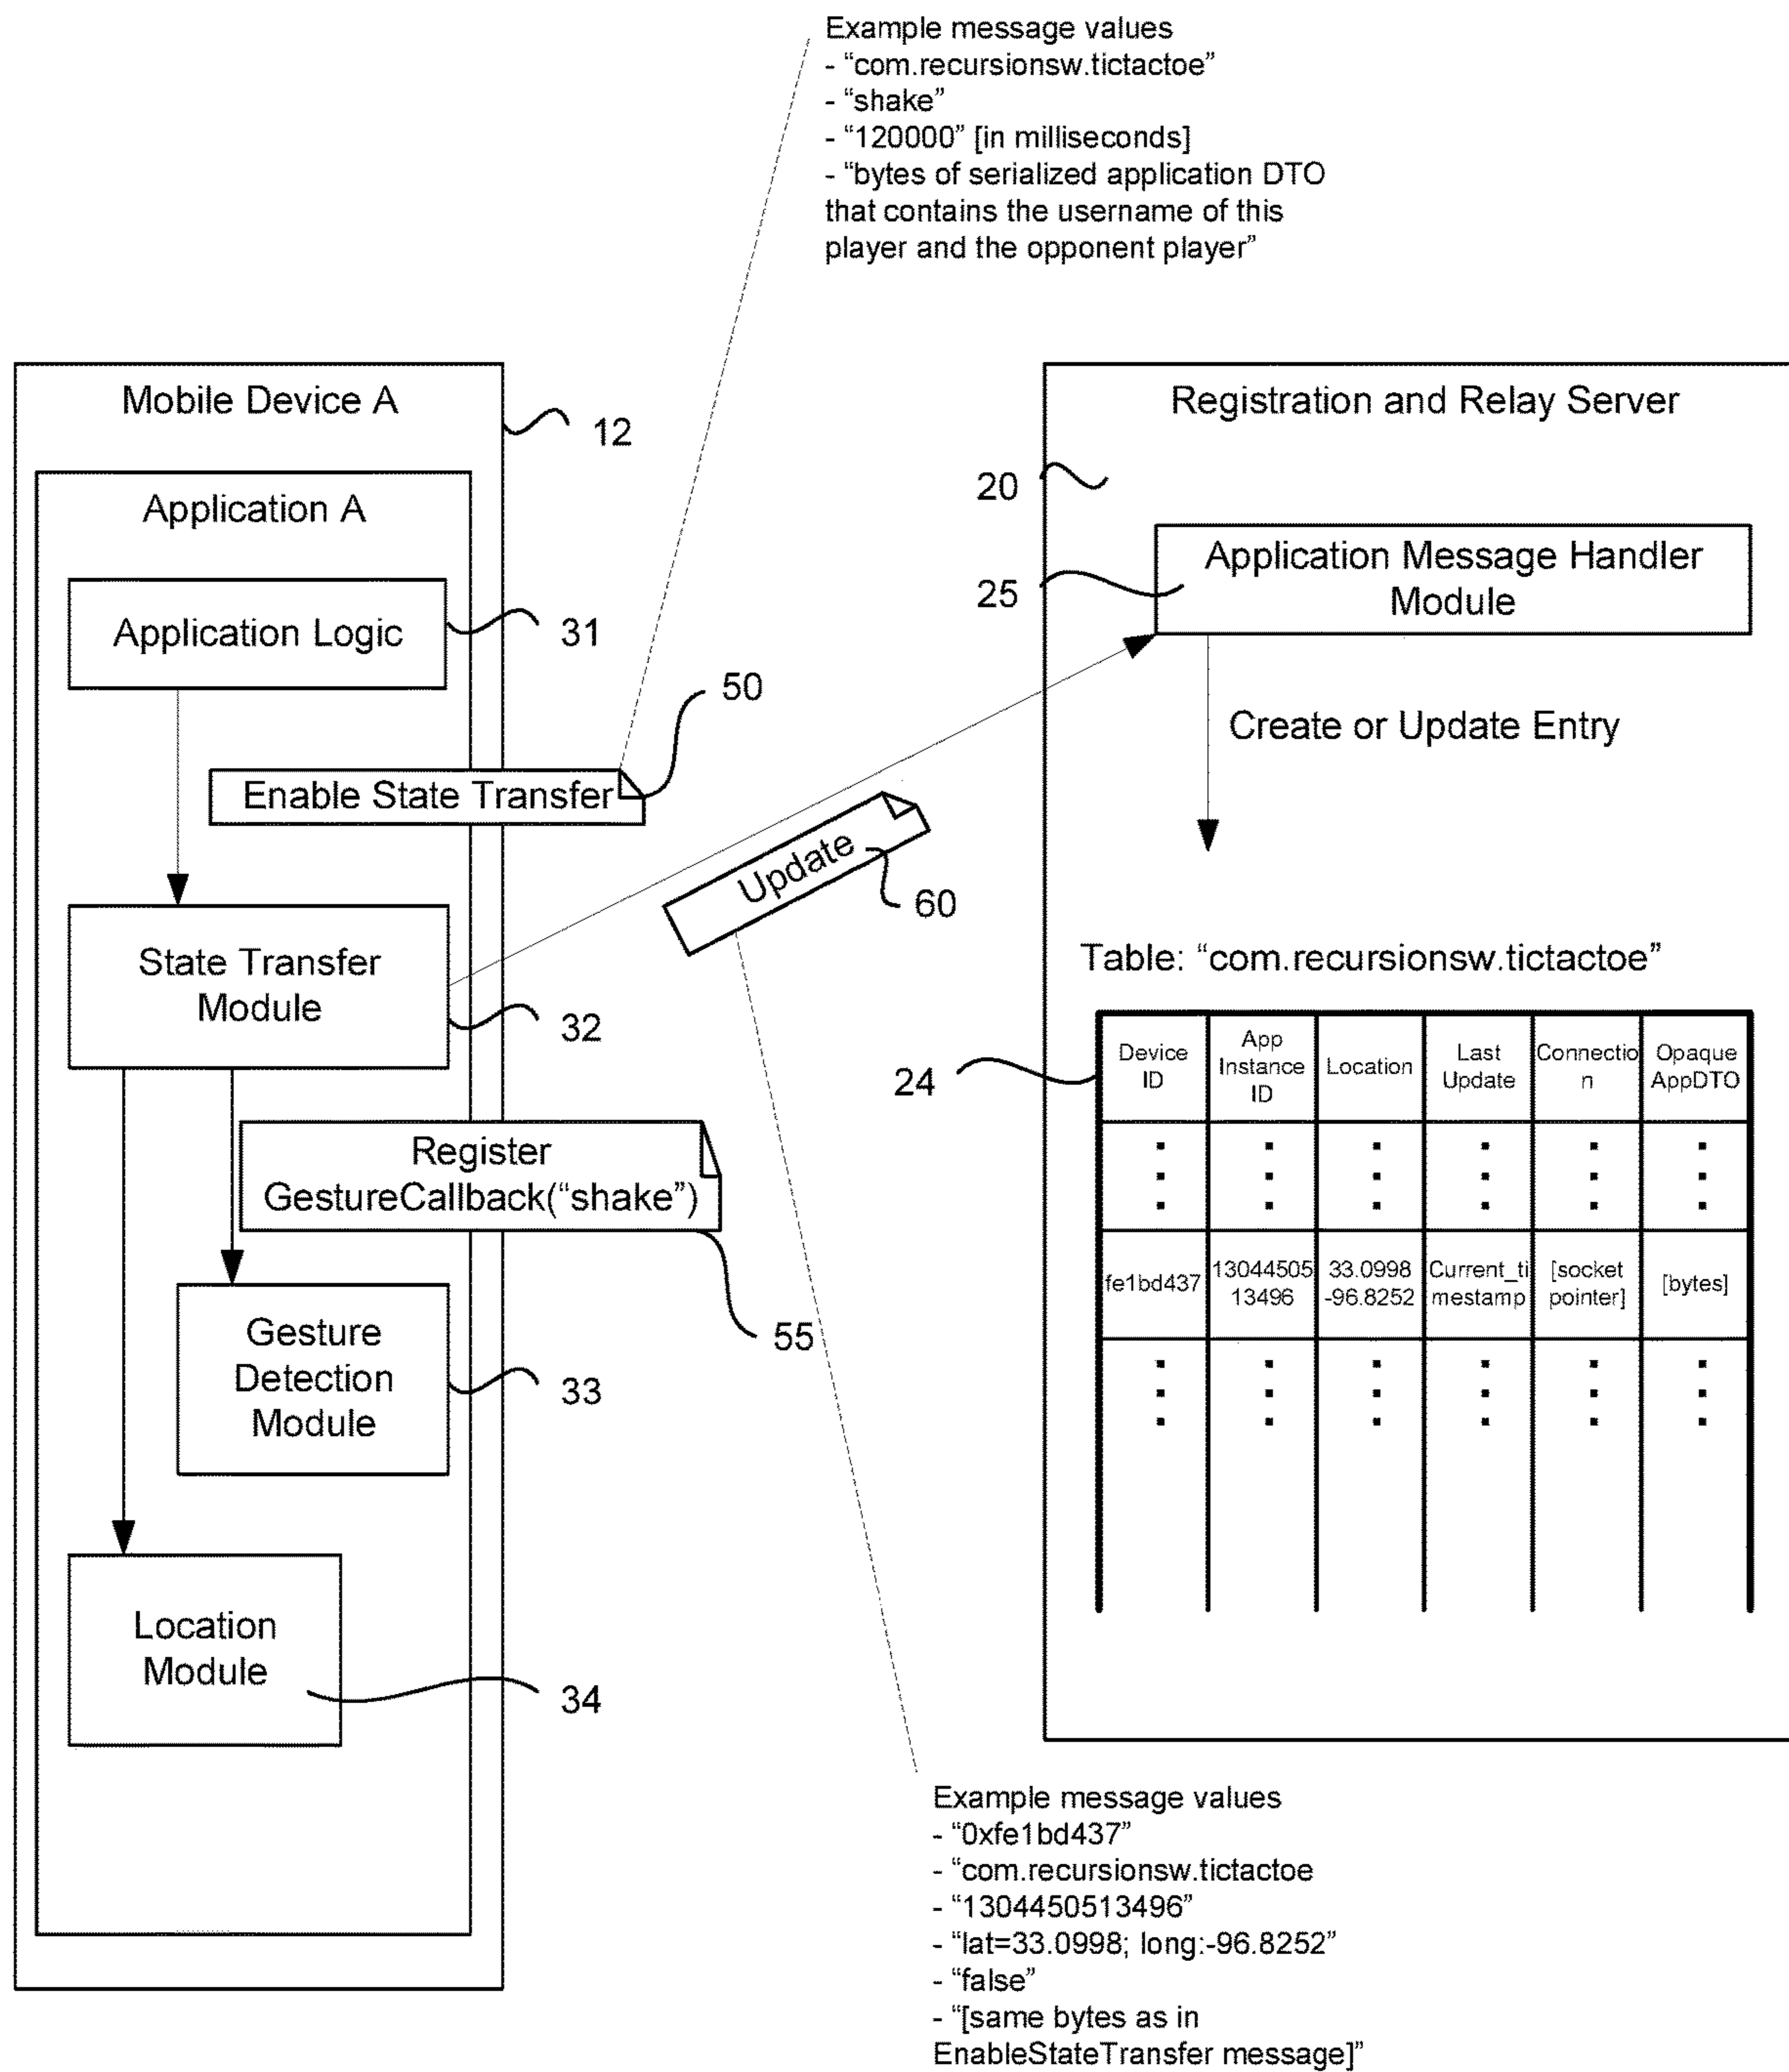 Example message values
- “com.recursionsw.tictactoe”
- “shake”
- “120000” [in milliseconds]
- “bytes of serialized application DTO
that contains the username of this
player and the opponent player”
Mobile Device A
12
Application A
Application Logic
31
50
Enable State Transfer
State Transfer
Module
32
Update
60
Register
GestureCallback(“shake”)
55
Gesture
Detection
Module
33
Location
Module
34
Registration and Relay Server
20
Application Message Handler
Module
25
Create or Update Entry
Table: “com.recursionsw.tictactoe”
24
Device
ID
App
Instance
ID
Location
Last
Update
Connectio
n
Opaque
AppDTO
fe1bd437
13044505
13496
33.0998
-96.8252
Current_ti
mestamp
[socket
pointer]
[bytes]
Example message values
- “0xfe1bd437”
- “com.recursionsw.tictactoe
- “1304450513496”
- “lat=33.0998; long:-96.8252”
- “false”
- “[same bytes as in
EnableStateTransfer message]”